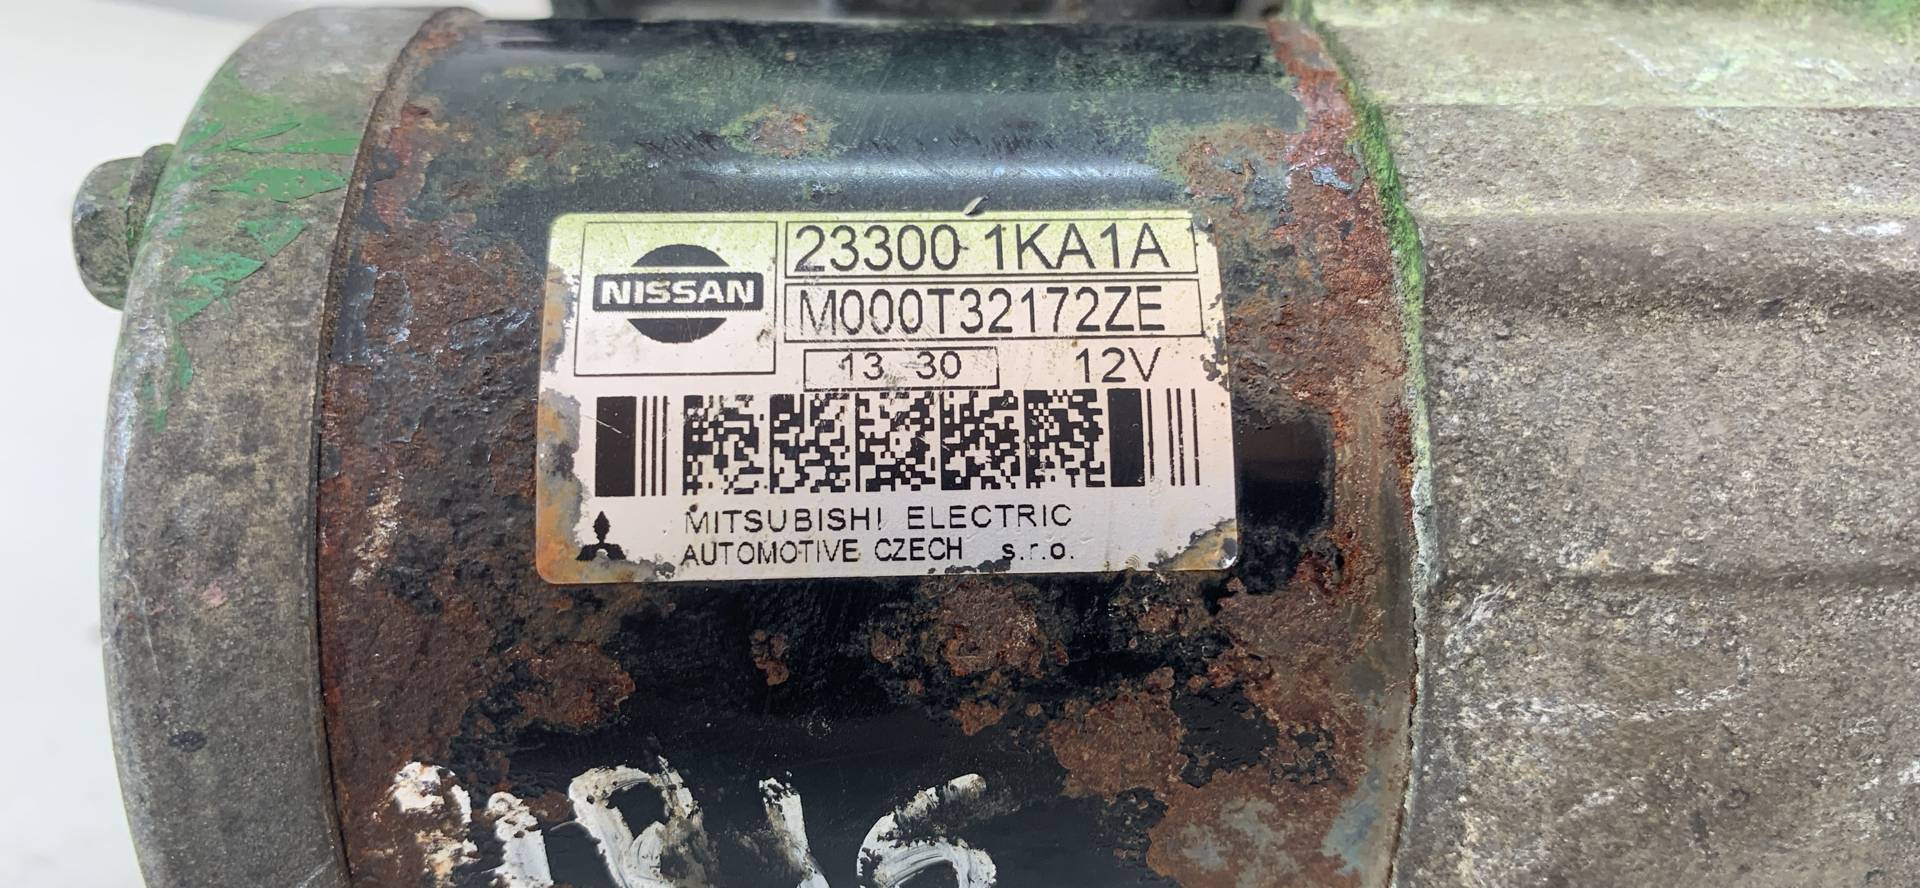 NISSAN
23300 1KA1A
M000T32172ZE
13 30 12V
MITSUBISHI ELECTRIC
AUTOMOTIVE CZECH s.r.o.